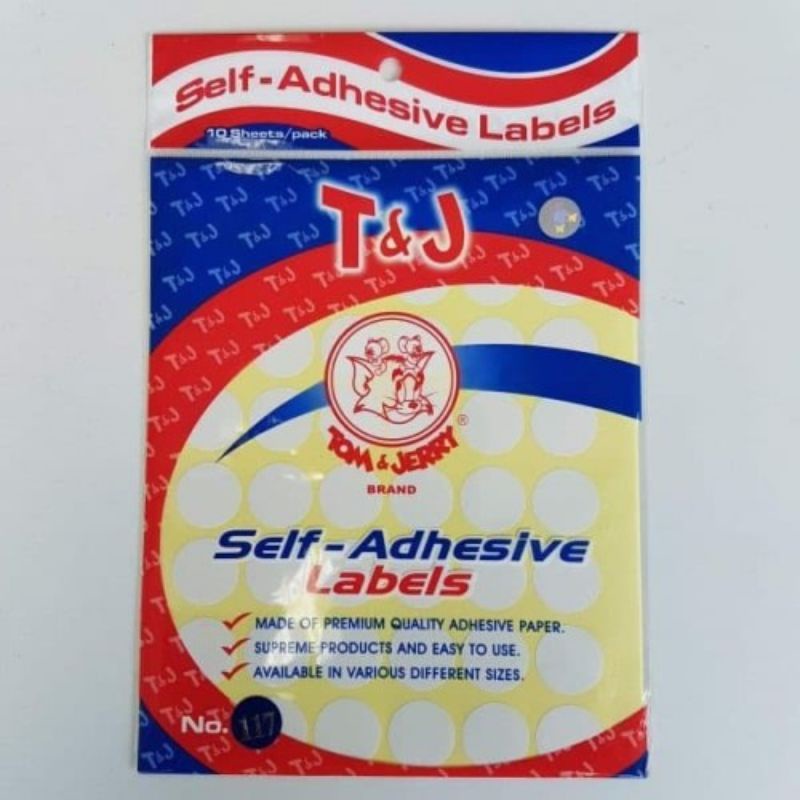 Self-Adhesive Labels
10 Sheets/pack
T&J
TOM & JERRY®
BRAND
Self-Adhesive
Labels
MADE OF PREMIUM QUALITY ADHESIVE PAPER.
SUPREME PRODUCTS AND EASY TO USE.
AVAILABLE IN VARIOUS DIFFERENT SIZES.
No. 117